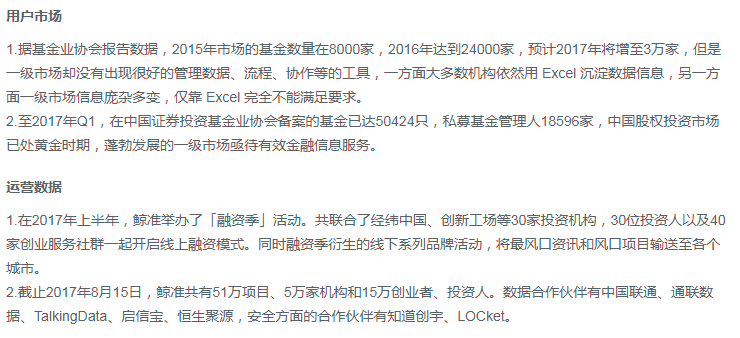 用户市场
1.据基金业协会报告数据，2015年市场的基金数量在8000家，2016年达到24000家，预计2017年将增至3万家，但是
一级市场却没有出现很好的管理数据、流程、协作等的工具，一方面大多数机构依然用 Excel 沉淀数据信息，另一方
面一级市场信息庞杂多变，仅靠 Excel 完全不能满足要求。
2.至2017年Q1，在中国证券投资基金业协会备案的基金已达50424只，私募基金管理人18596家，中国股权投资市场
已处黄金时期，蓬勃发展的一级市场亟待有效金融信息服务。
运营数据
1.在2017年上半年，鲸准举办了「融资季」活动。共联合了经纬中国、创新工场等30家投资机构，30位投资人以及40
家创业服务社群一起开启线上融资模式。同时融资季衍生的线下系列品牌活动，将最风口资讯和风口项目输送至各个
城市。
2.截止2017年8月15日，鲸准共有51万项目、5万家机构和15万创业者、投资人。数据合作伙伴有中国联通、通联数
据、TalkingData、启信宝、恒生聚源，安全方面的合作伙伴有知道创宇、LOCket。